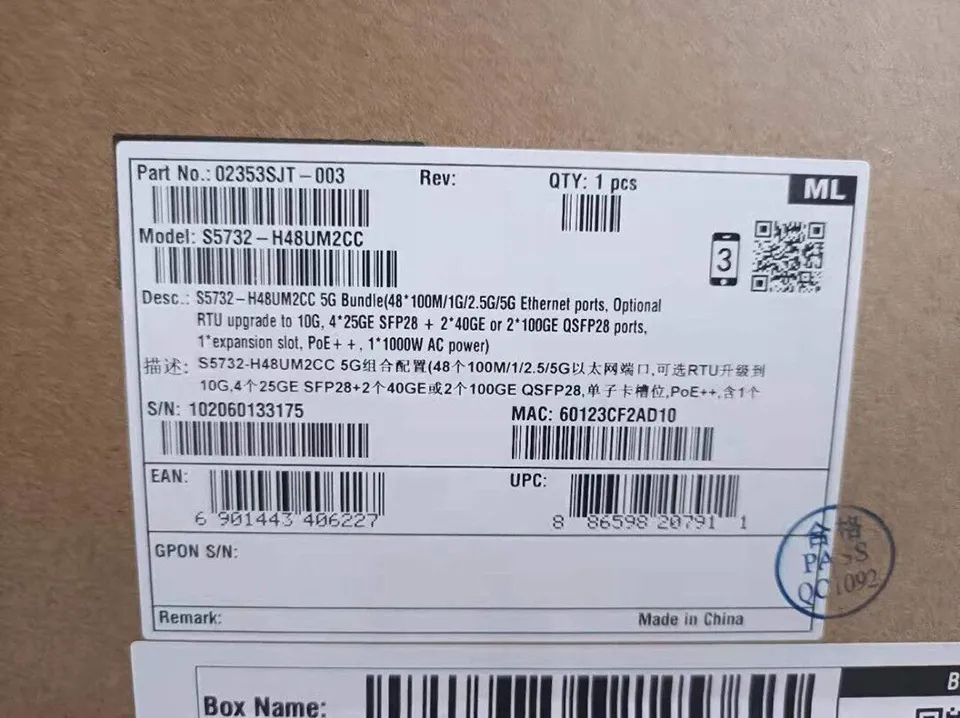 Part No.: 02353SJT-003 Rev: QTY: 1 pcs ML
Model: S5732-H48UM2CC
3
Desc.: S5732-H48UM2CC 5G Bundle(48*100M/1G/2.5G/5G Ethernet ports, Optional
RTU upgrade to 10G, 4*25GE SFP28 + 2*40GE or 2*100GE QSFP28 ports,
1*expansion slot, PoE++, 1*1000W AC power)
描述: S5732-H48UM2CC 5G组合配置(48个100M/1/2.5/5G以太网端口,可选RTU升级到
10G,4个25GE SFP28+2个40GE或2个100GE QSFP28,单子卡槽位,PoE++,含1个
S/N: 102060133175 MAC: 60123CF2AD10
EAN: UPC:
6 901443 406227 8 86598 20791 1
合格
PASS
QC1092
GPON S/N:
Remark: Made in China
Box Name: